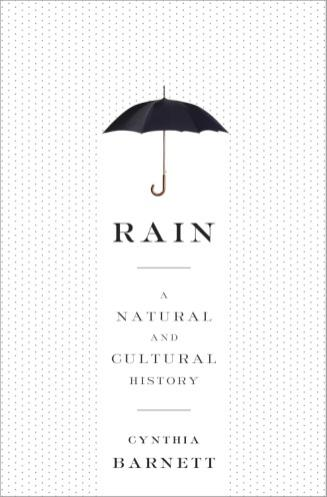 RAIN
A
NATURAL
AND
CULTURAL
HISTORY
CYNTHIA
BARNETT